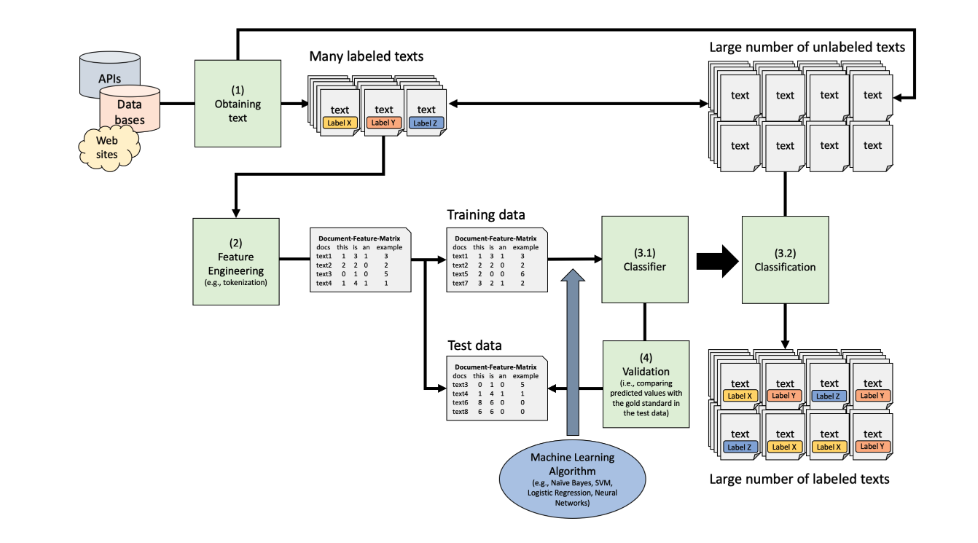 APIs
Data
bases
Web
sites
(1)
Obtaining
text
Many labeled texts
text
Label X
text
Label Y
text
Label Z
Large number of unlabeled texts
text text text text
text text text text
(2)
Feature
Engineering
(e.g., tokenization)
Document-Feature-Matrix
docs this is an example
text1 1 3 1 3
text2 2 2 0 2
text3 0 1 0 5
text4 1 4 1 1
Training data
Document-Feature-Matrix
docs this is an example
text1 1 3 1 3
text2 2 2 0 2
text5 2 0 0 6
text7 3 2 1 2
(3.1)
Classifier
(3.2)
Classification
Test data
Document-Feature-Matrix
docs this is an example
text3 0 1 0 5
text4 1 4 1 1
text6 8 6 0 0
text8 6 6 0 0
(4)
Validation
(i.e., comparing
predicted values with
the gold standard in
the test data)
Machine Learning
Algorithm
(e.g., Naïve Bayes, SVM,
Logistic Regression, Neural
Networks)
text text text text
Label X Label Y Label Z Label Y
text text text text
Label Z Label X Label X Label Y
Large number of labeled texts